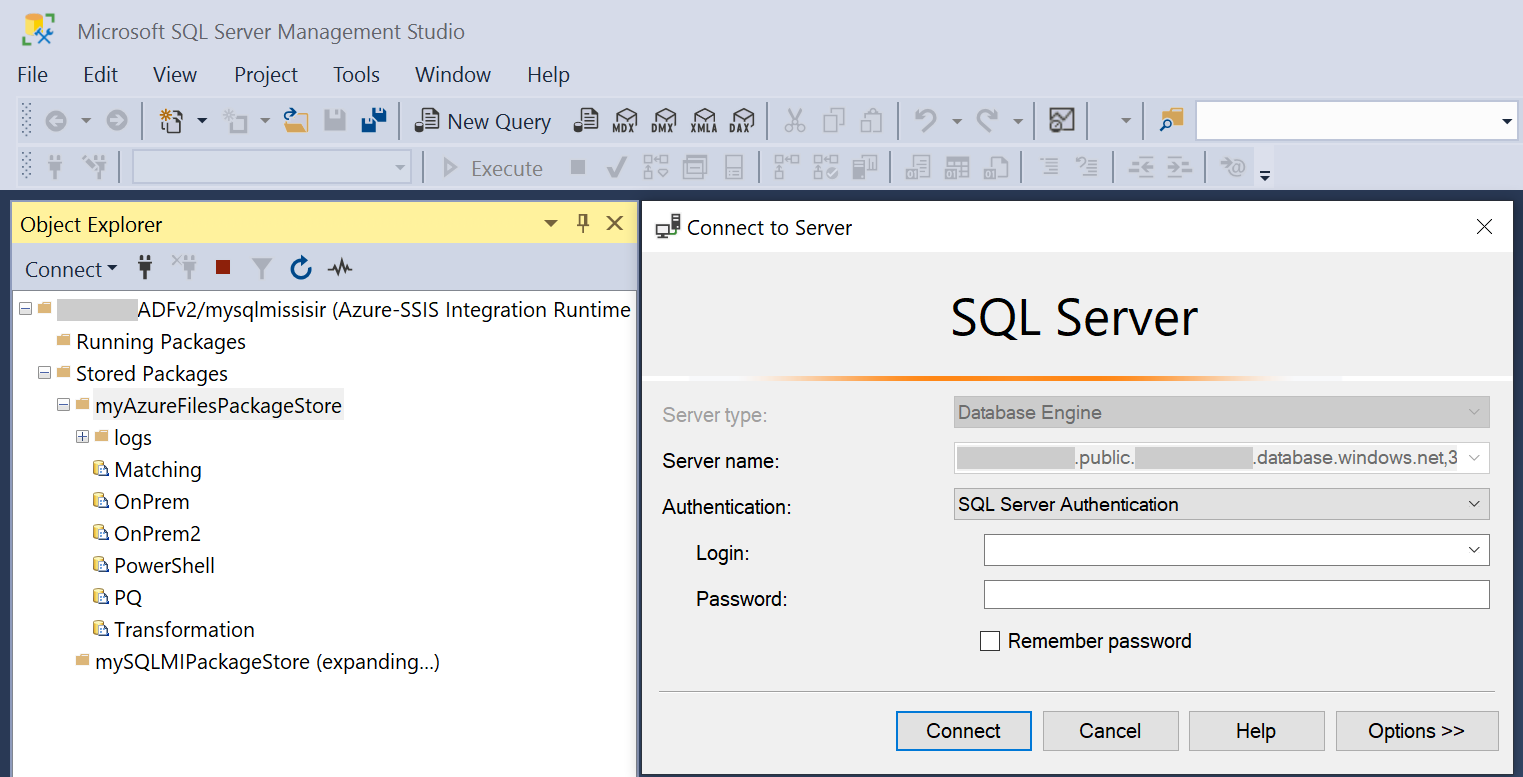 Microsoft SQL Server Management Studio
File Edit View Project Tools Window Help
New Query MDX DMX XMLA DAX
Execute
Object Explorer
Connect
ADFv2/mysqlmissisir (Azure-SSIS Integration Runtime
Running Packages
Stored Packages
myAzureFilesPackageStore
logs
Matching
OnPrem
OnPrem2
PowerShell
PQ
Transformation
mySQLMIPackageStore (expanding...)
Connect to Server
SQL Server
Server type: Database Engine
Server name: .public. .database.windows.net,3
Authentication: SQL Server Authentication
Login:
Password:
Remember password
Connect Cancel Help Options >>